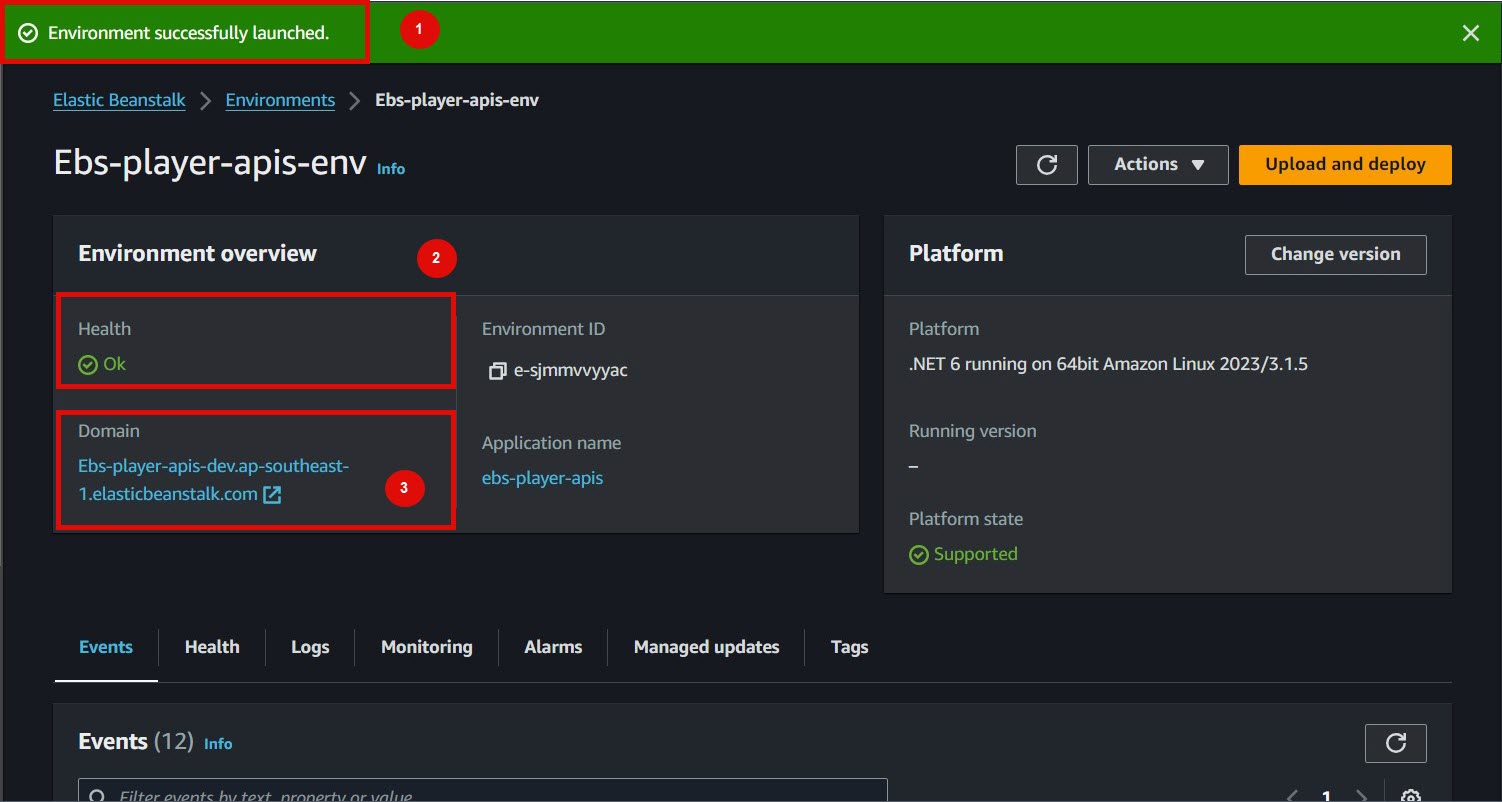 Environment successfully launched.
1
Elastic Beanstalk
Environments
Ebs-player-apis-env
Ebs-player-apis-env Info
Actions
Upload and deploy
Environment overview
2
Health
Ok
Domain
Ebs-player-apis-dev.ap-southeast-
1.elasticbeanstalk.com
3
Environment ID
e-sjmmvvyyac
Application name
ebs-player-apis
Platform
Change version
Platform
.NET 6 running on 64bit Amazon Linux 2023/3.1.5
Running version
–
Platform state
Supported
Events
Health
Logs
Monitoring
Alarms
Managed updates
Tags
Events (12) Info
Filter events by text, property or value
1